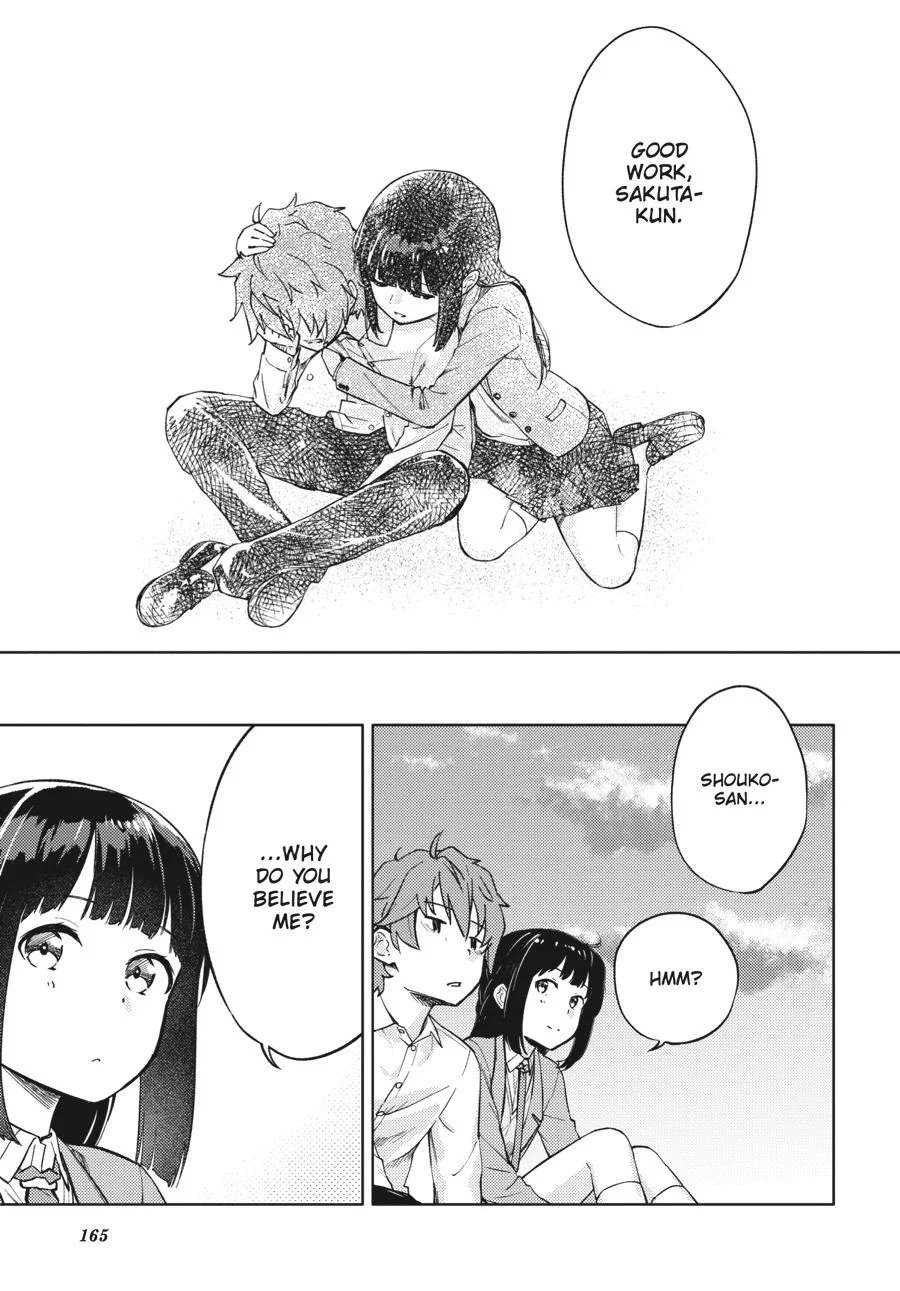 GOOD
WORK,
SAKUTA-
KUN.
SHOUKO-
SAN...
HMM?
...WHY
DO YOU
BELIEVE
ME?
165